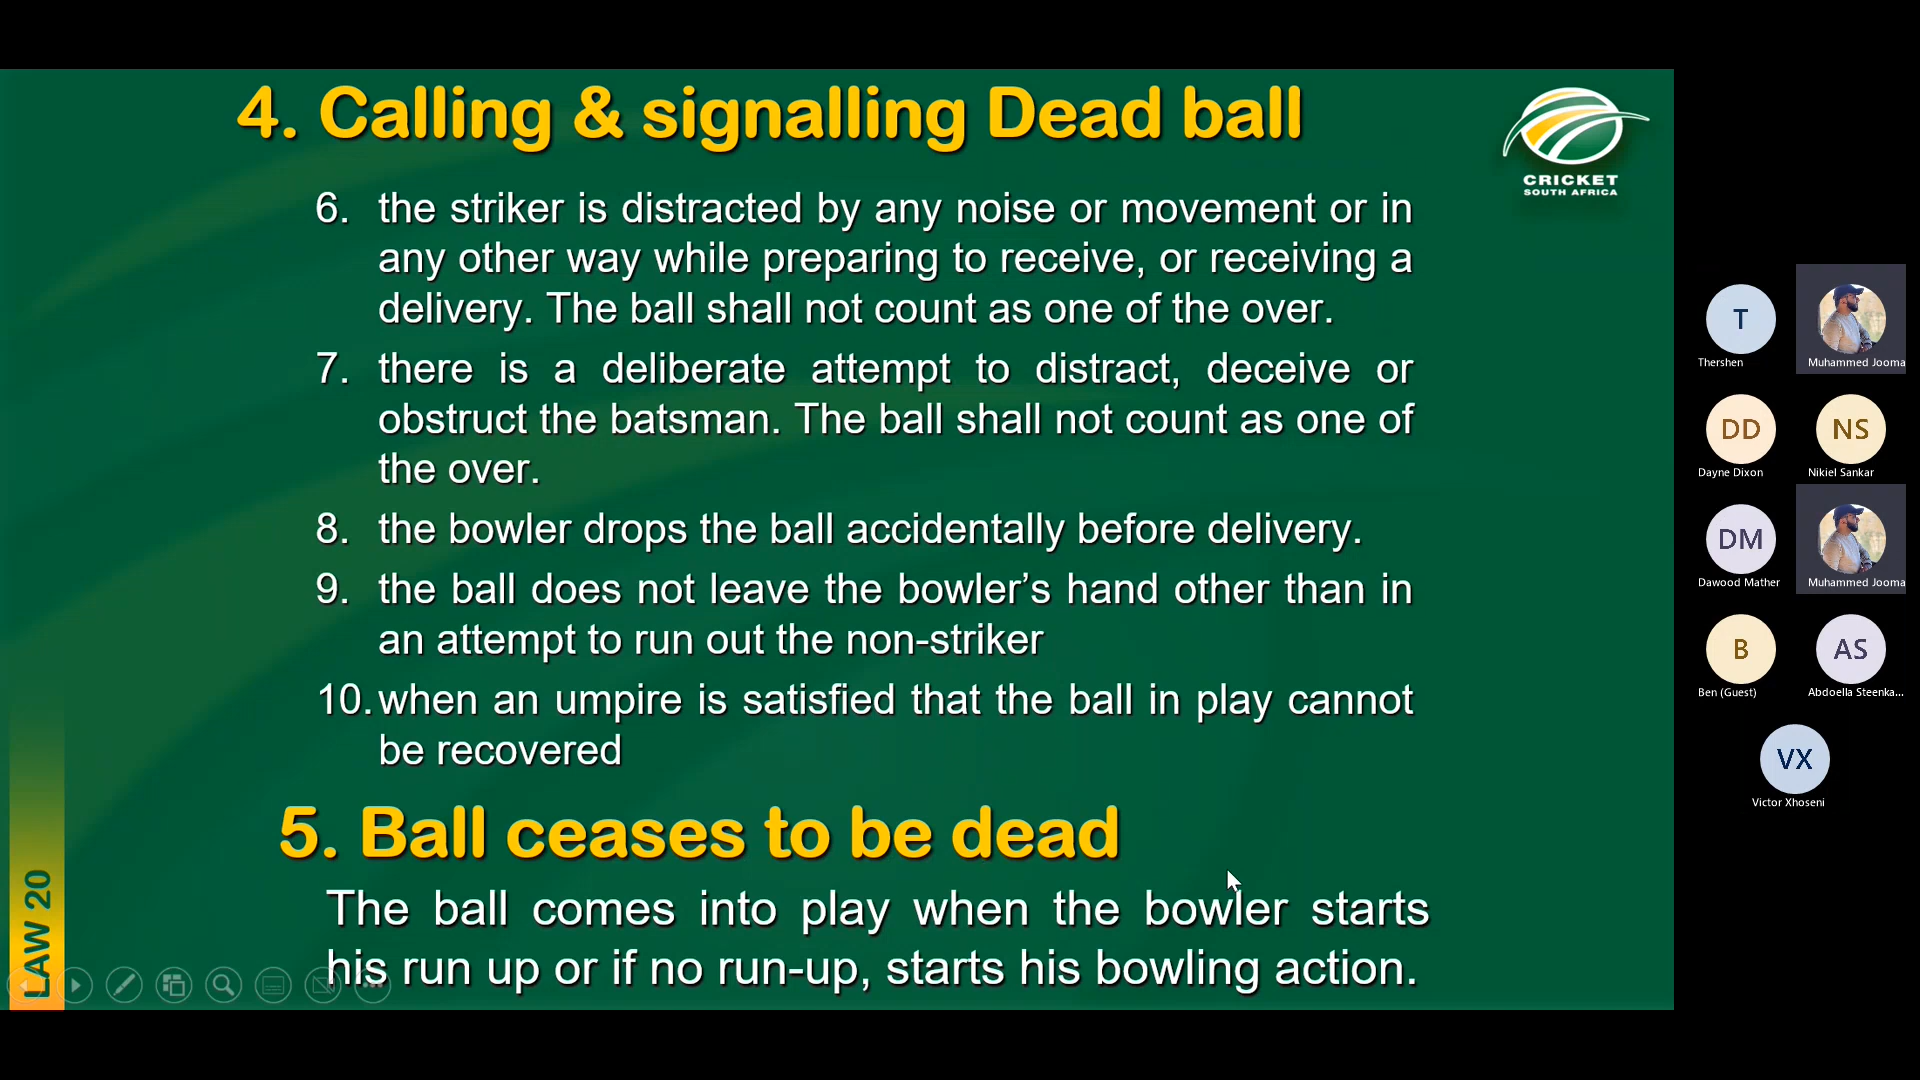 4. Calling & signalling Dead ball
CRICKET
SOUTH AFRICA
6. the striker is distracted by any noise or movement or in
any other way while preparing to receive, or receiving a
delivery. The ball shall not count as one of the over.
7. there is a deliberate attempt to distract, deceive or
obstruct the batsman. The ball shall not count as one of
the over.
8. the bowler drops the ball accidentally before delivery.
9. the ball does not leave the bowler’s hand other than in
an attempt to run out the non-striker
10. when an umpire is satisfied that the ball in play cannot
be recovered
5. Ball ceases to be dead
The ball comes into play when the bowler starts
his run up or if no run-up, starts his bowling action.
LAW 20
T
Thershen
Muhammed Jooma
DD
Dayne Dixon
NS
Nikiel Sankar
DM
Dawood Mather
Muhammed Jooma
B
Ben (Guest)
AS
Abdoella Steenka...
VX
Victor Xhoseni